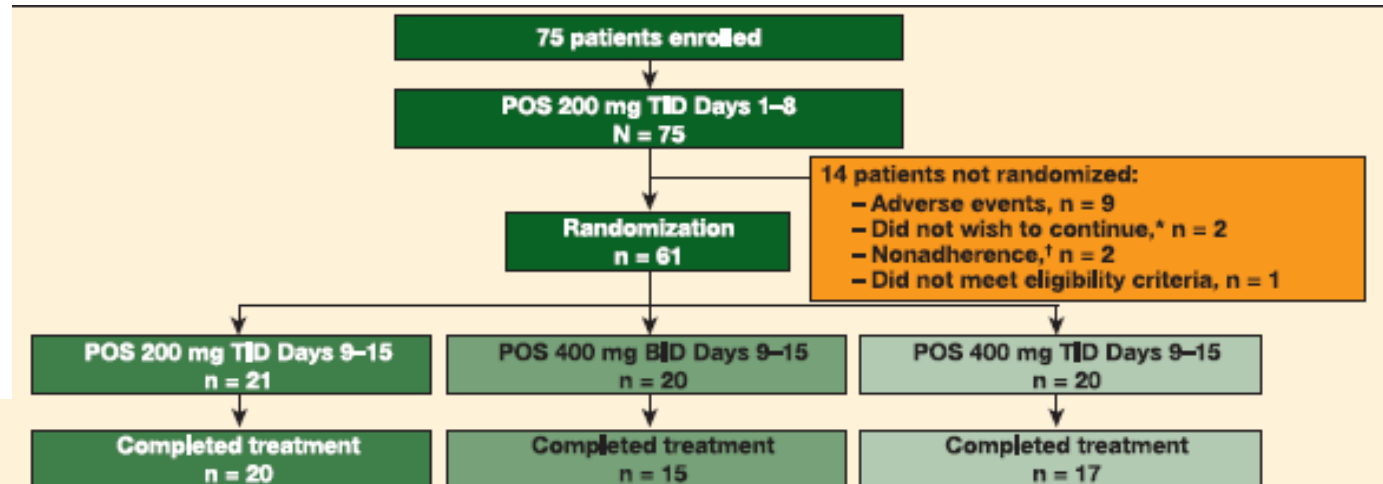 75 patients enrolled
POS 200 mg TID Days 1–8
N = 75
14 patients not randomized:
– Adverse events, n = 9
– Did not wish to continue,* n = 2
– Nonadherence,† n = 2
– Did not meet eligibility criteria, n = 1
Randomization
n = 61
POS 200 mg TID Days 9–15
n = 21
POS 400 mg BID Days 9–15
n = 20
POS 400 mg TID Days 9–15
n = 20
Completed treatment
n = 20
Completed treatment
n = 15
Completed treatment
n = 17